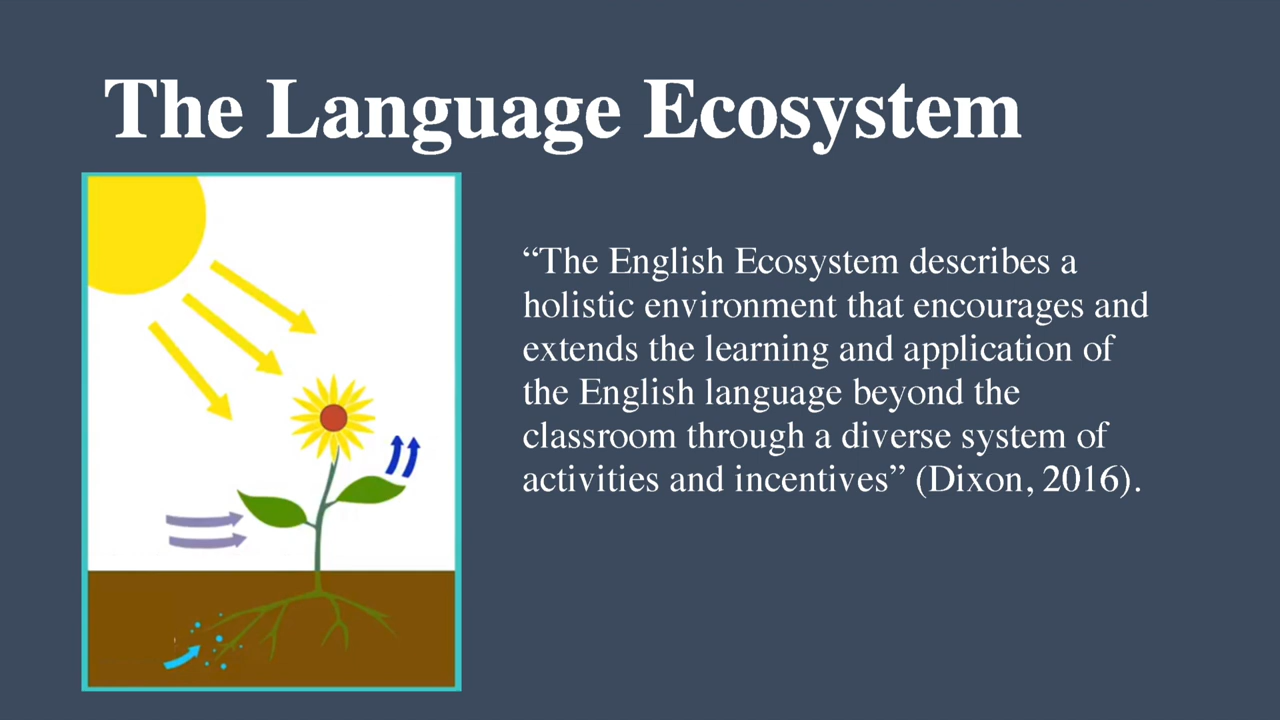 The Language Ecosystem
“The English Ecosystem describes a
holistic environment that encourages and
extends the learning and application of
the English language beyond the
classroom through a diverse system of
activities and incentives” (Dixon, 2016).